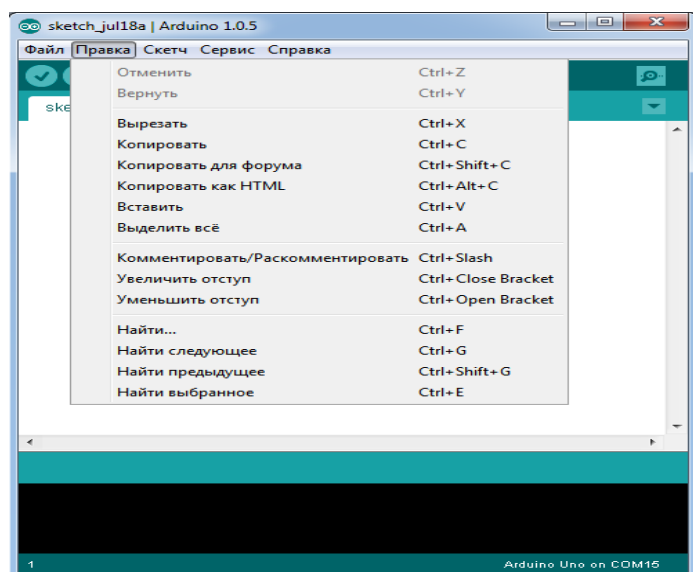 sketch_jul18a | Arduino 1.0.5
Файл Правка Скетч Сервис Справка
Отменить Ctrl+Z
Вернуть Ctrl+Y
ske
Вырезать Ctrl+X
Копировать Ctrl+C
Копировать для форума Ctrl+Shift+C
Копировать как HTML Ctrl+Alt+C
Вставить Ctrl+V
Выделить всё Ctrl+A
Комментировать/Раскомментировать Ctrl+Slash
Увеличить отступ Ctrl+Close Bracket
Уменьшить отступ Ctrl+Open Bracket
Найти... Ctrl+F
Найти следующее Ctrl+G
Найти предыдущее Ctrl+Shift+G
Найти выбранное Ctrl+E
1 Arduino Uno on COM15